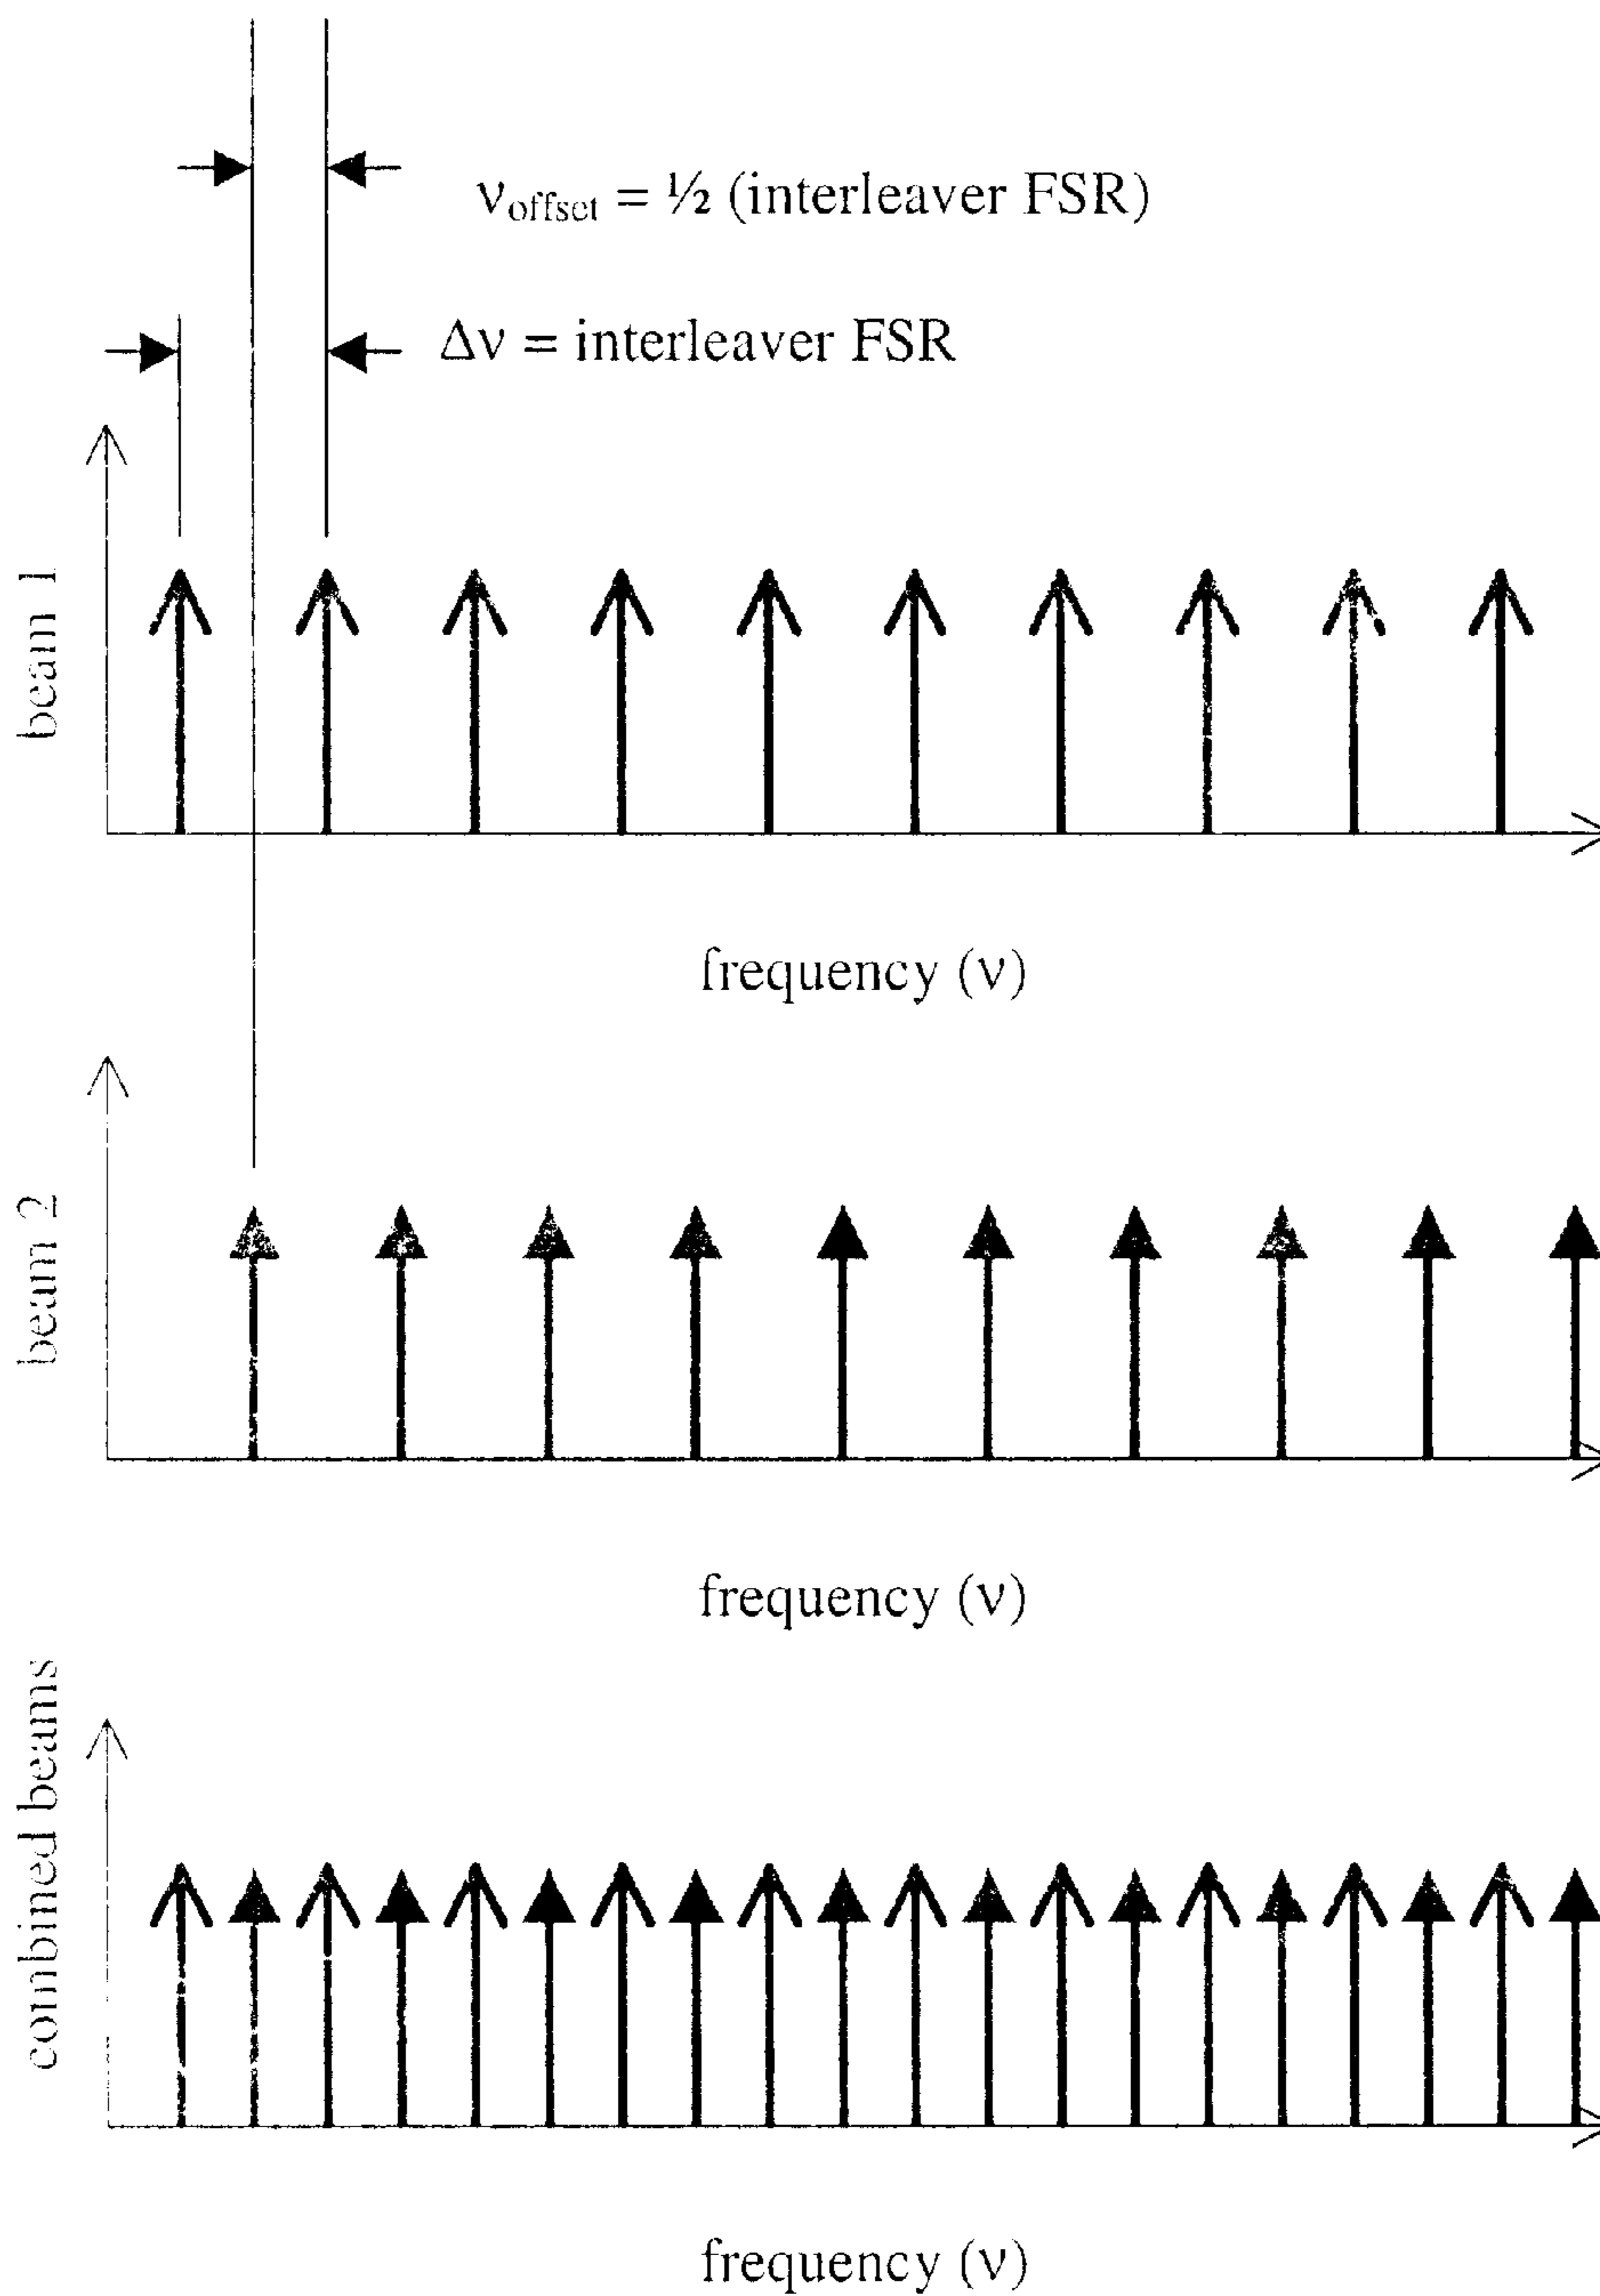 ν_offset = ½ (interleaver FSR)
Δν = interleaver FSR
beam 1
frequency (ν)
beam 2
frequency (ν)
combined beams
frequency (ν)